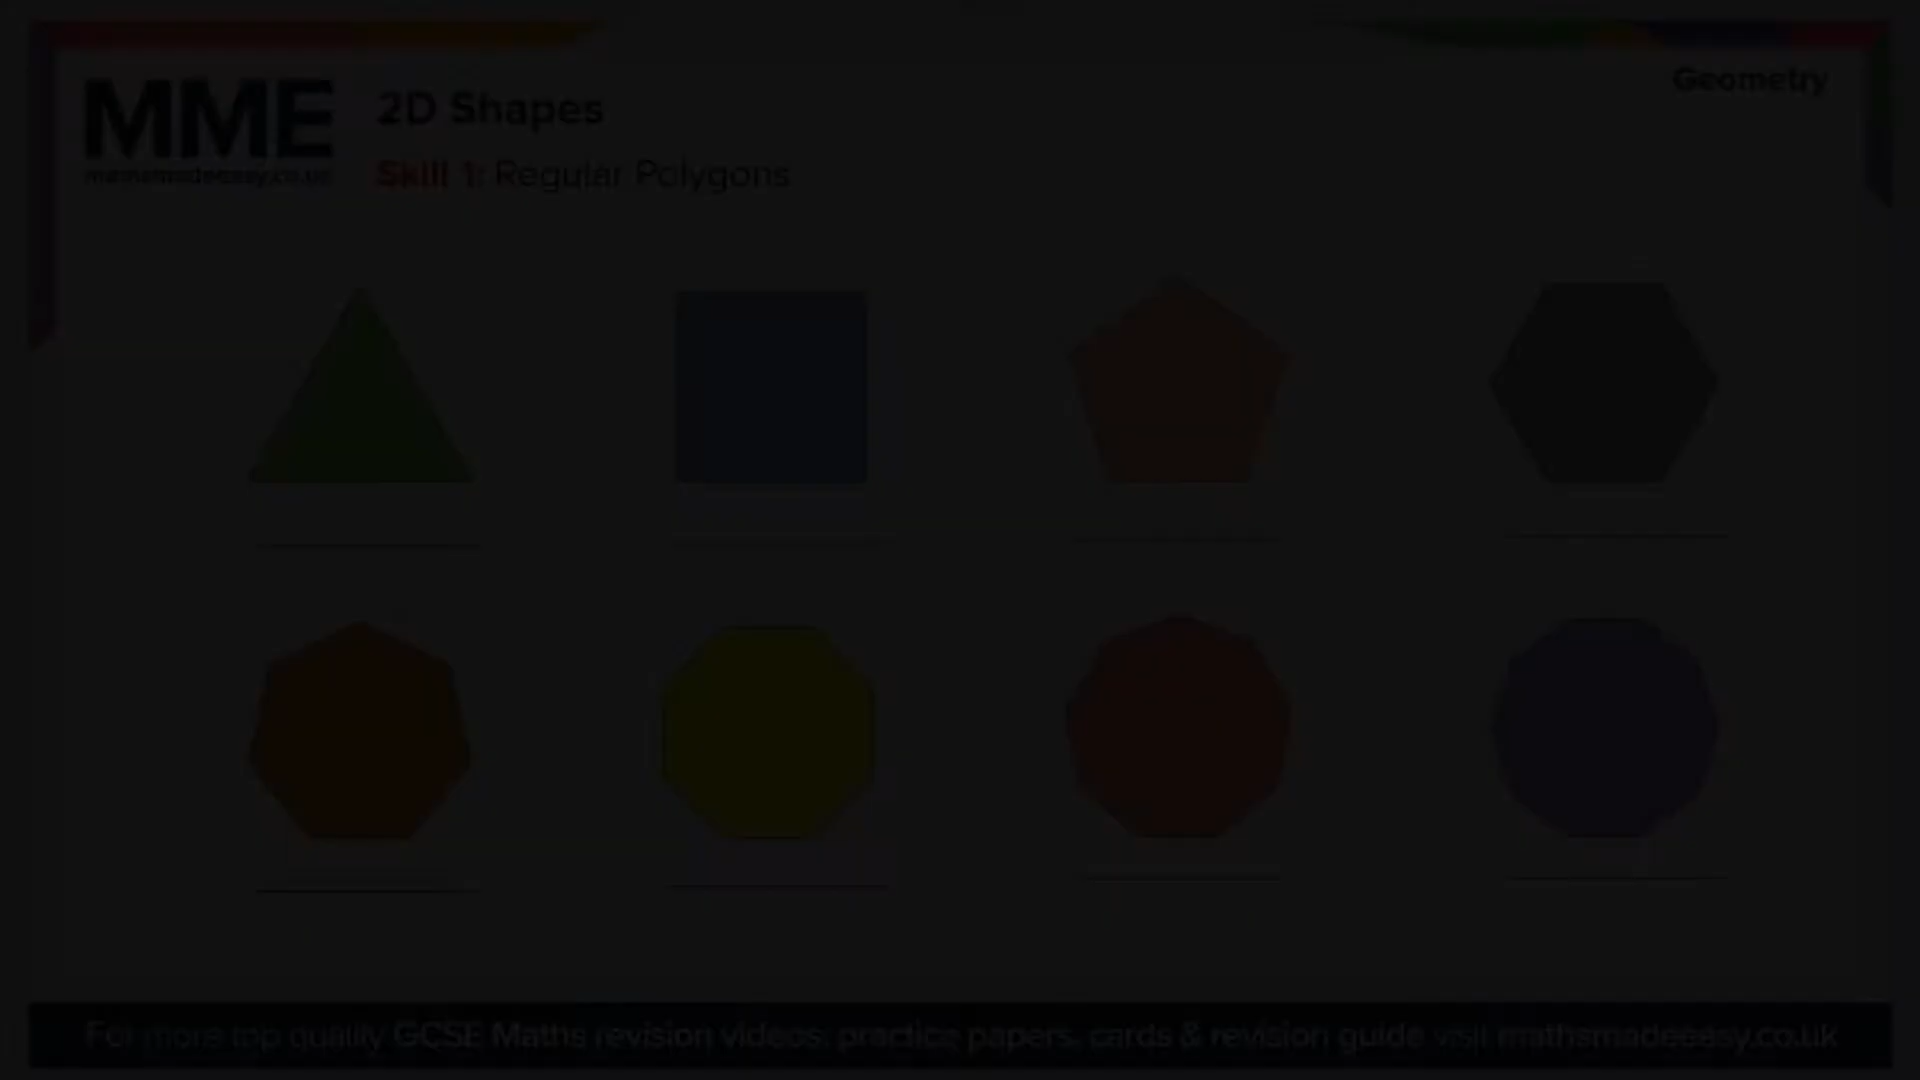 Geometry
MME
2D Shapes
mathsmadeeasy.co.uk
Skill 1: Regular Polygons
For more top quality GCSE Maths revision videos, practice papers, cards & revision guide visit mathsmadeeasy.co.uk